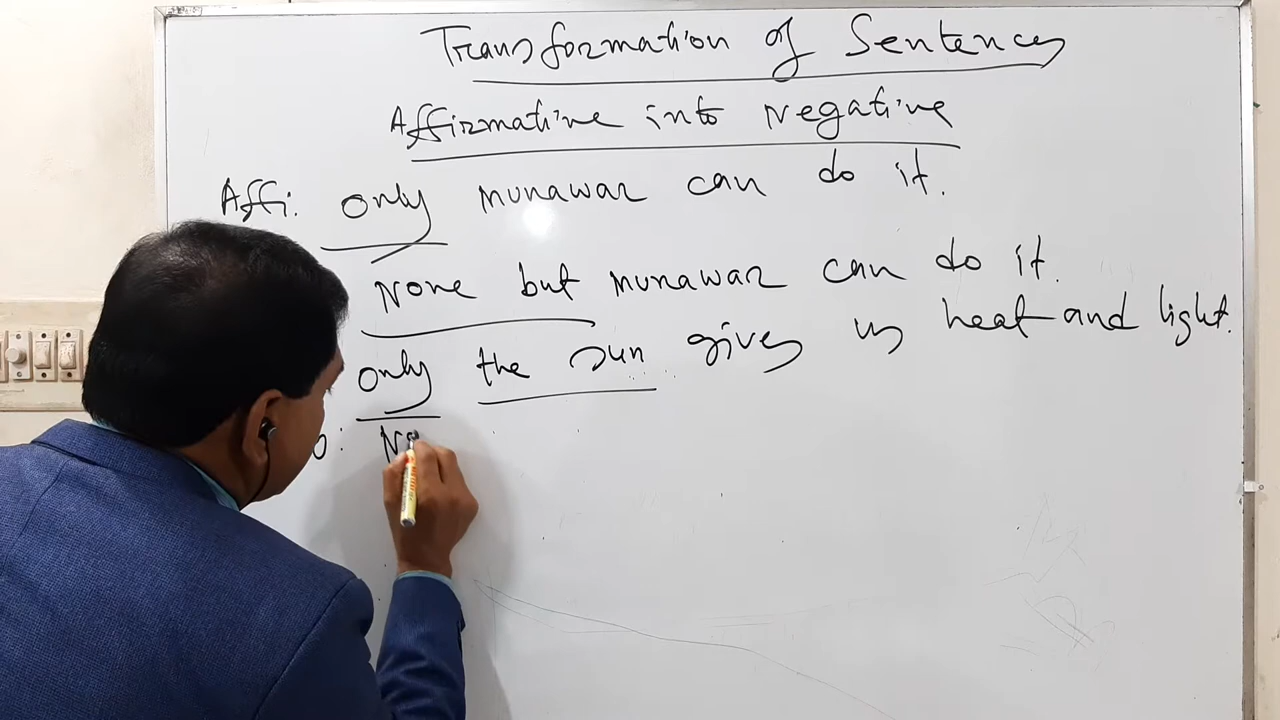 Transformation of Sentences
Affirmative into Negative
Affi. Only munawar can do it.
None but munawar can do it.
only the sun gives us heat and light.
No